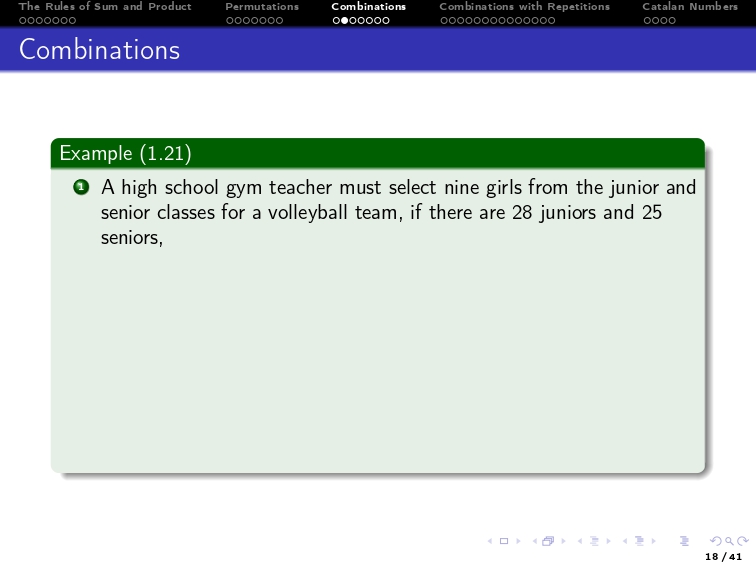 The Rules of Sum and Product Permutations Combinations Combinations with Repetitions Catalan Numbers
Combinations
Example (1.21)
1 A high school gym teacher must select nine girls from the junior and
senior classes for a volleyball team, if there are 28 juniors and 25
seniors,
18 / 41